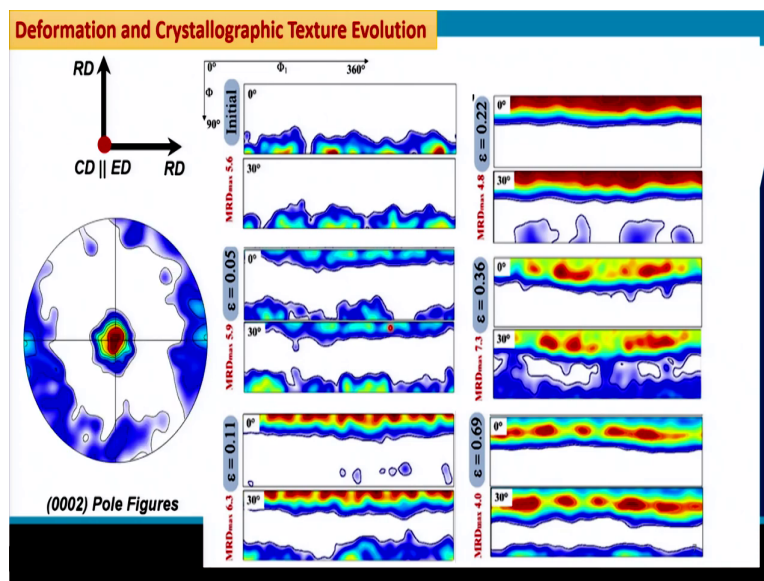 Deformation and Crystallographic Texture Evolution
RD
CD || ED
RD
(0002) Pole Figures
0°
Φ₁
360°
Φ
90°
Initial
0°
30°
MRDmax 5.6
ε = 0.05
0°
30°
MRDmax 5.9
ε = 0.11
0°
30°
MRDmax 6.3
ε = 0.22
0°
30°
MRDmax 4.8
ε = 0.36
0°
30°
MRDmax 7.3
ε = 0.69
0°
30°
MRDmax 4.0